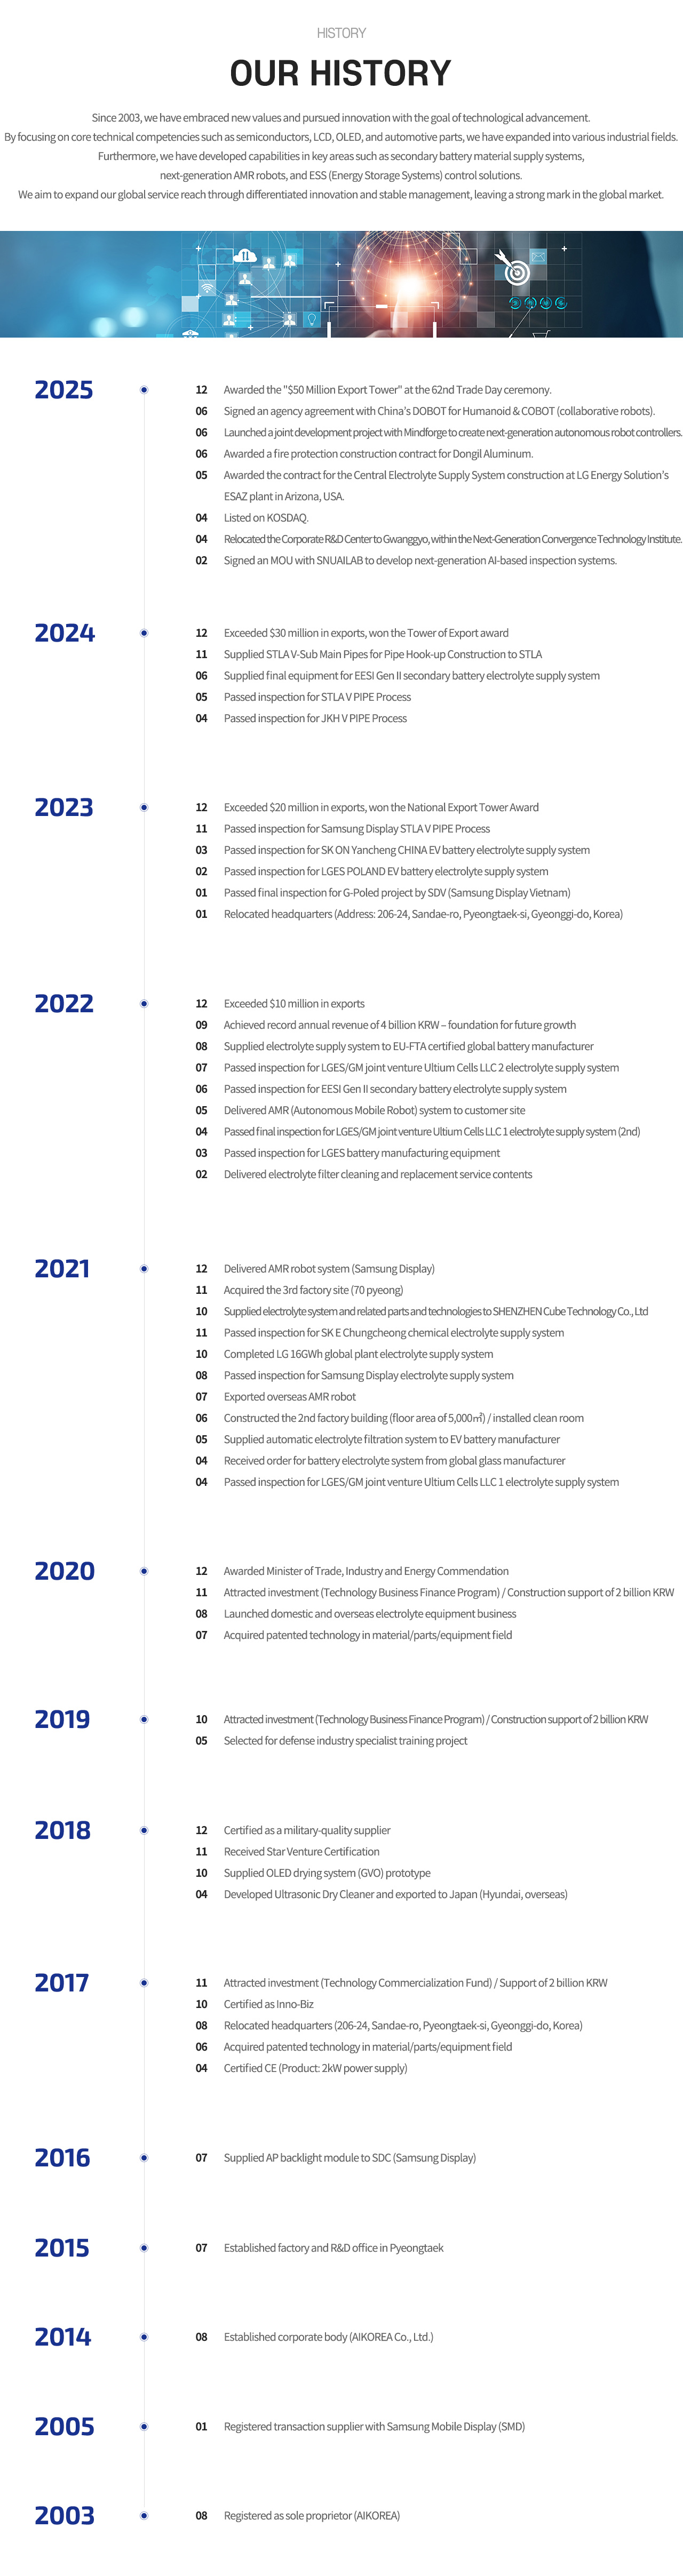 HISTORY
OUR HISTORY
Since 2003, we have embraced new values and pursued innovation with the goal of technological advancement.
By focusing on core technical competencies such as semiconductors, LCD, OLED, and automotive parts, we have expanded into various industrial fields.
Furthermore, we have developed capabilities in key areas such as secondary battery material supply systems,
next-generation AMR robots, and ESS (Energy Storage Systems) control solutions.
We aim to expand our global service reach through differentiated innovation and stable management, leaving a strong mark in the global market.
2025
12 Awarded the "$50 Million Export Tower" at the 62nd Trade Day ceremony.
06 Signed an agency agreement with China's DOBOT for Humanoid & COBOT (collaborative robots).
06 Launched a joint development project with Mindforge to create next-generation autonomous robot controllers.
06 Awarded a fire protection construction contract for Dongil Aluminum.
05 Awarded the contract for the Central Electrolyte Supply System construction at LG Energy Solution's
ESAZ plant in Arizona, USA.
04 Listed on KOSDAQ.
04 Relocated the Corporate R&D Center to Gwanggyo, within the Next-Generation Convergence Technology Institute.
02 Signed an MOU with SNUAILAB to develop next-generation AI-based inspection systems.
2024
12 Exceeded $30 million in exports, won the Tower of Export award
11 Supplied STLA V-Sub Main Pipes for Pipe Hook-up Construction to STLA
06 Supplied final equipment for EESI Gen II secondary battery electrolyte supply system
05 Passed inspection for STLA V PIPE Process
04 Passed inspection for JKH V PIPE Process
2023
12 Exceeded $20 million in exports, won the National Export Tower Award
11 Passed inspection for Samsung Display STLA V PIPE Process
03 Passed inspection for SK ON Yancheng CHINA EV battery electrolyte supply system
02 Passed inspection for LGES POLAND EV battery electrolyte supply system
01 Passed final inspection for G-Poled project by SDV (Samsung Display Vietnam)
01 Relocated headquarters (Address: 206-24, Sandae-ro, Pyeongtaek-si, Gyeonggi-do, Korea)
2022
12 Exceeded $10 million in exports
09 Achieved record annual revenue of 4 billion KRW – foundation for future growth
08 Supplied electrolyte supply system to EU-FTA certified global battery manufacturer
07 Passed inspection for LGES/GM joint venture Ultium Cells LLC 2 electrolyte supply system
06 Passed inspection for EESI Gen II secondary battery electrolyte supply system
05 Delivered AMR (Autonomous Mobile Robot) system to customer site
04 Passed final inspection for LGES/GM joint venture Ultium Cells LLC 1 electrolyte supply system (2nd)
03 Passed inspection for LGES battery manufacturing equipment
02 Delivered electrolyte filter cleaning and replacement service contents
2021
12 Delivered AMR robot system (Samsung Display)
11 Acquired the 3rd factory site (70 pyeong)
10 Supplied electrolyte system and related parts and technologies to SHENZHEN Cube Technology Co., Ltd
11 Passed inspection for SK E Chungcheong chemical electrolyte supply system
10 Completed LG 16GWh global plant electrolyte supply system
08 Passed inspection for Samsung Display electrolyte supply system
07 Exported overseas AMR robot
06 Constructed the 2nd factory building (floor area of 5,000㎡) / installed clean room
05 Supplied automatic electrolyte filtration system to EV battery manufacturer
04 Received order for battery electrolyte system from global glass manufacturer
04 Passed inspection for LGES/GM joint venture Ultium Cells LLC 1 electrolyte supply system
2020
12 Awarded Minister of Trade, Industry and Energy Commendation
11 Attracted investment (Technology Business Finance Program) / Construction support of 2 billion KRW
08 Launched domestic and overseas electrolyte equipment business
07 Acquired patented technology in material/parts/equipment field
2019
10 Attracted investment (Technology Business Finance Program) / Construction support of 2 billion KRW
05 Selected for defense industry specialist training project
2018
12 Certified as a military-quality supplier
11 Received Star Venture Certification
10 Supplied OLED drying system (GVO) prototype
04 Developed Ultrasonic Dry Cleaner and exported to Japan (Hyundai, overseas)
2017
11 Attracted investment (Technology Commercialization Fund) / Support of 2 billion KRW
10 Certified as Inno-Biz
08 Relocated headquarters (206-24, Sandae-ro, Pyeongtaek-si, Gyeonggi-do, Korea)
06 Acquired patented technology in material/parts/equipment field
04 Certified CE (Product: 2kW power supply)
2016
07 Supplied AP backlight module to SDC (Samsung Display)
2015
07 Established factory and R&D office in Pyeongtaek
2014
08 Established corporate body (AIKOREA Co., Ltd.)
2005
01 Registered transaction supplier with Samsung Mobile Display (SMD)
2003
08 Registered as sole proprietor (AIKOREA)